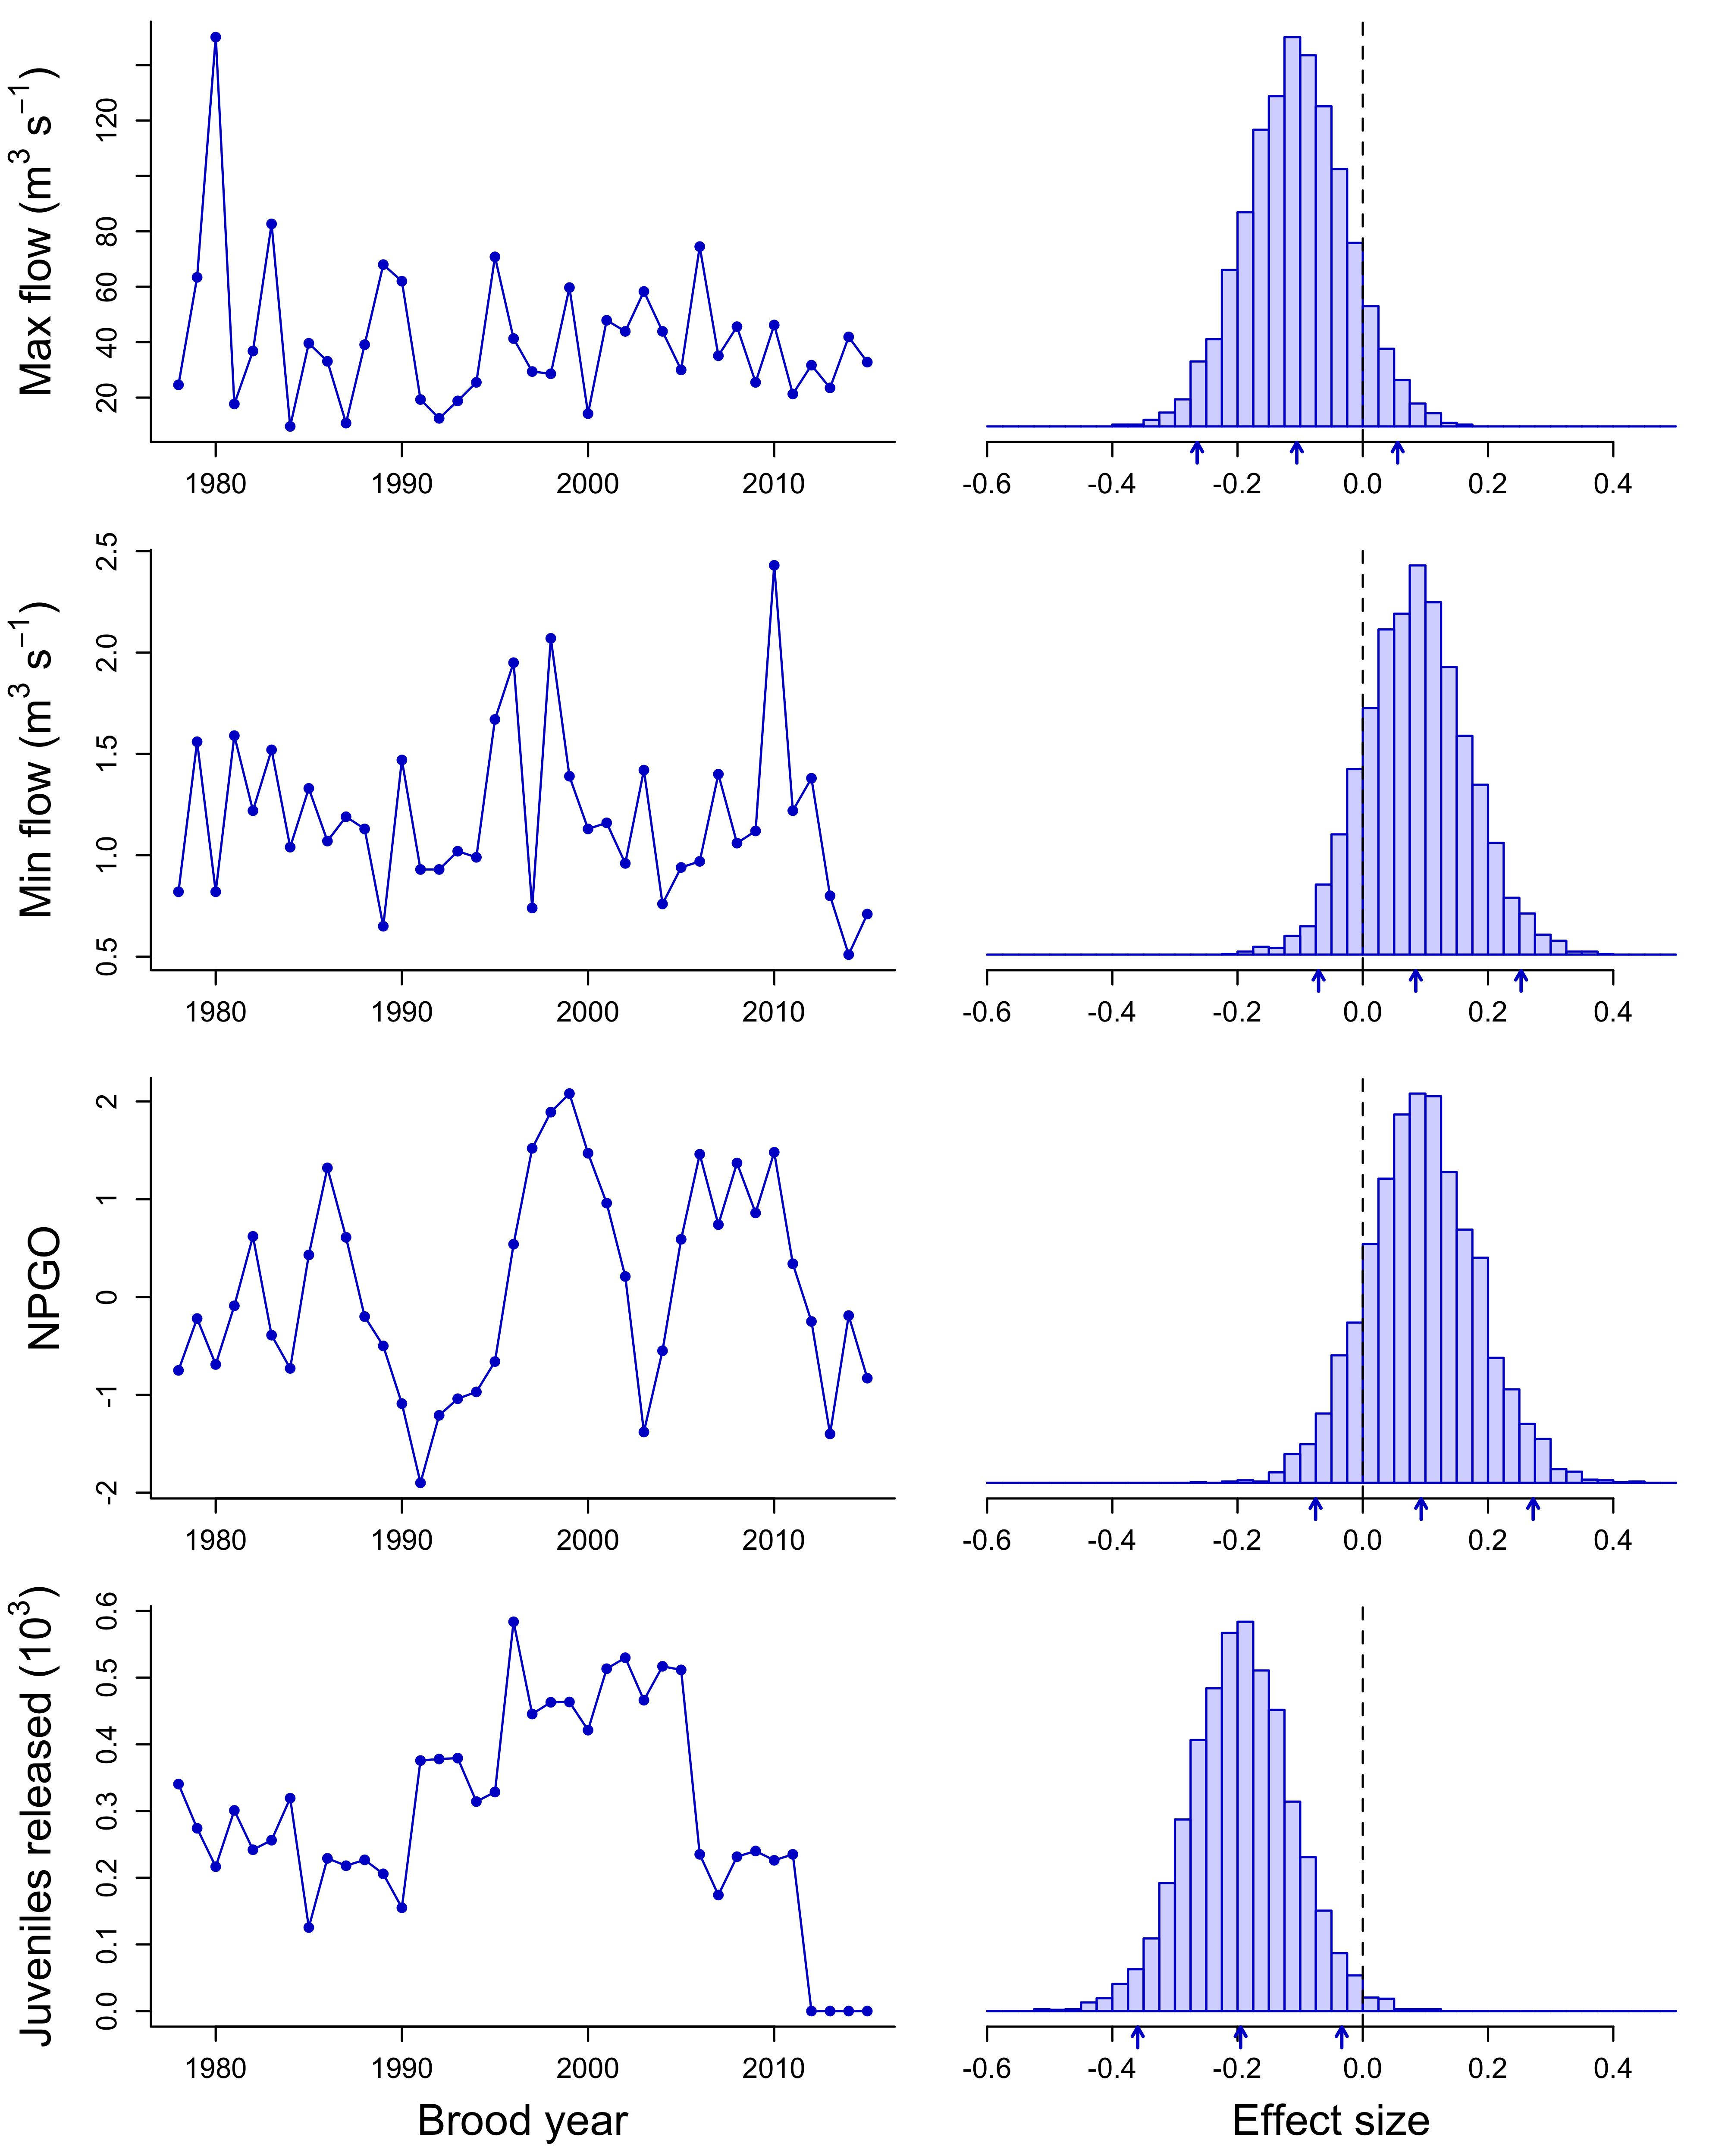 Max flow (m³ s⁻¹)
20 40 60 80 120
1980 1990 2000 2010
-0.6 -0.4 -0.2 0.0 0.2 0.4
Min flow (m³ s⁻¹)
0.5 1.0 1.5 2.0 2.5
1980 1990 2000 2010
-0.6 -0.4 -0.2 0.0 0.2 0.4
NPGO
-2 -1 0 1 2
1980 1990 2000 2010
-0.6 -0.4 -0.2 0.0 0.2 0.4
Juveniles released (10³)
0.0 0.1 0.2 0.3 0.4 0.5 0.6
1980 1990 2000 2010
Brood year
-0.6 -0.4 -0.2 0.0 0.2 0.4
Effect size